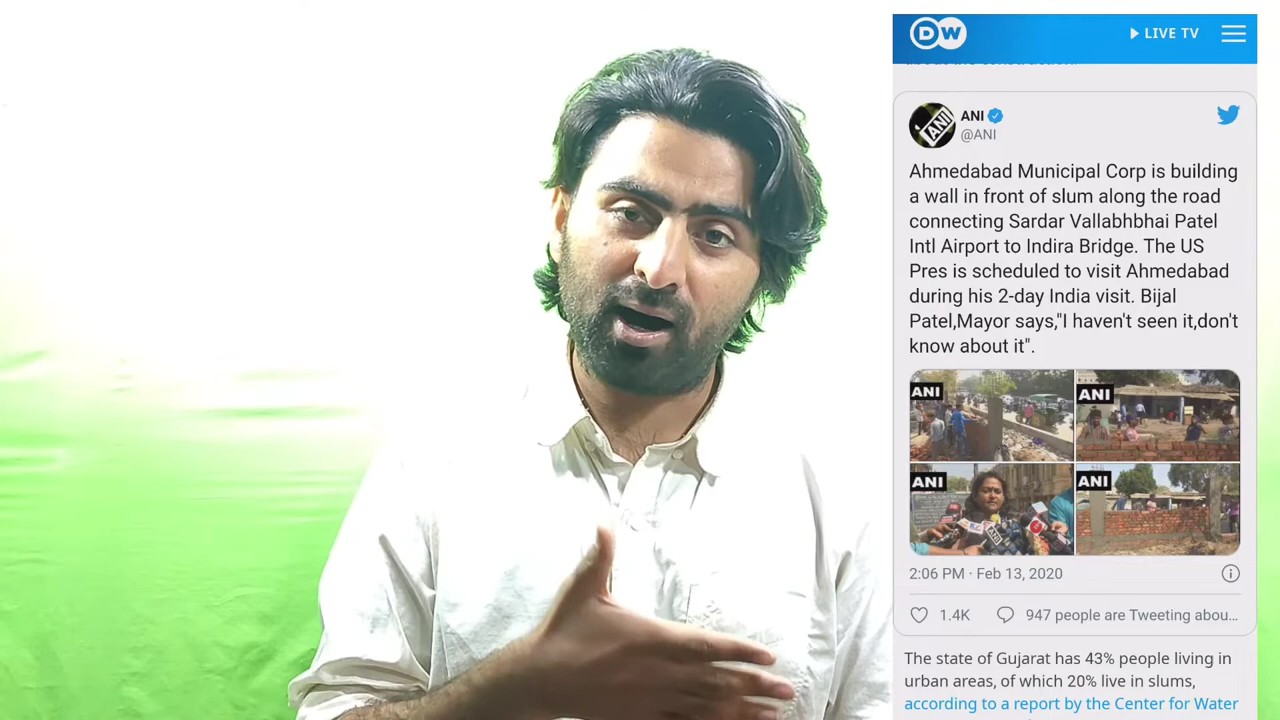 DW
LIVE TV
ANI
@ANI
Ahmedabad Municipal Corp is building
a wall in front of slum along the road
connecting Sardar Vallabhbhai Patel
Intl Airport to Indira Bridge. The US
Pres is scheduled to visit Ahmedabad
during his 2-day India visit. Bijal
Patel,Mayor says,"I haven't seen it,don't
know about it".
ANI
ANI
ANI
ANI
2:06 PM · Feb 13, 2020
1.4K
947 people are Tweeting abou...
The state of Gujarat has 43% people living in
urban areas, of which 20% live in slums,
according to a report by the Center for Water